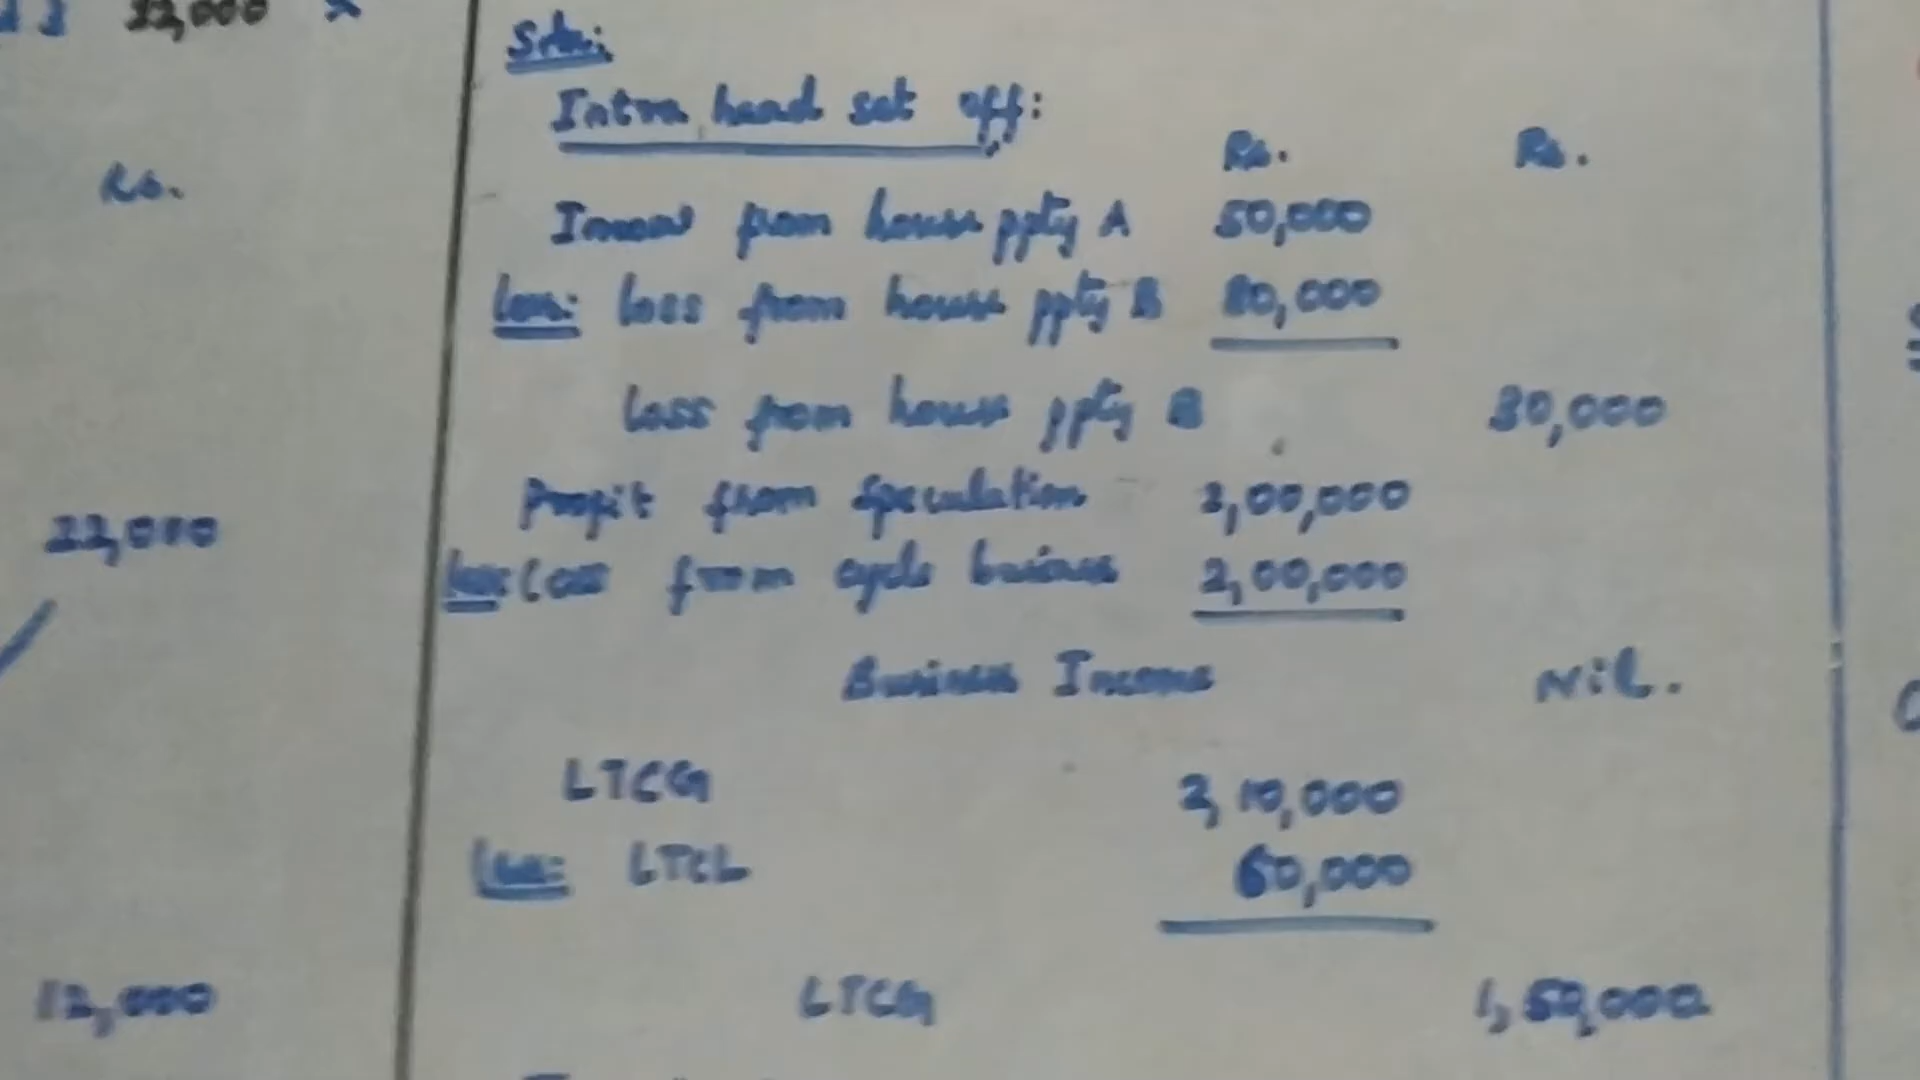 22,000
Soln:
Intra head set off:
Rs. Rs.
Rs.
Income from house ppty A 50,000
Less: loss from house ppty B 80,000
Loss from house ppty B 30,000
Profit from speculation 2,00,000
22,000
Less: Loss from cycle business 2,00,000
Business Income Nil.
LTCG 2,10,000
Less: LTCL 60,000
12,000
LTCG 1,50,000